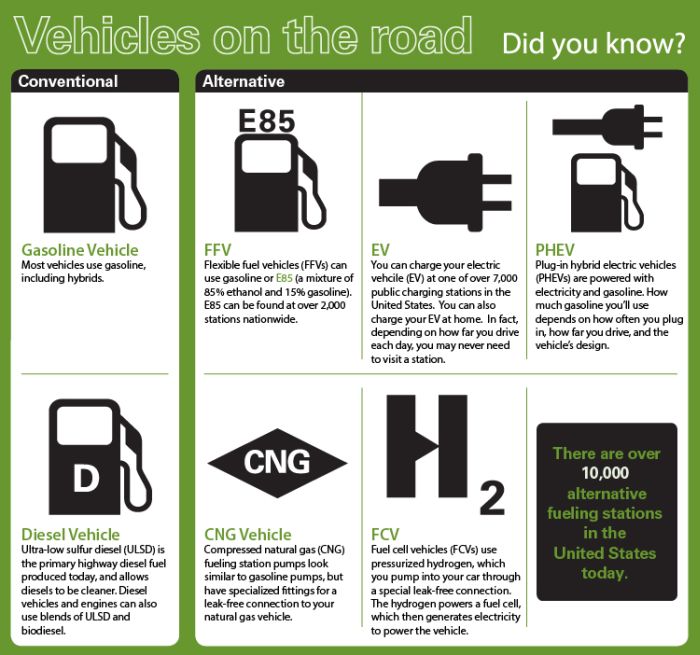 Vehicles on the road
Did you know?
Conventional
Gasoline Vehicle
Most vehicles use gasoline,
including hybrids.
D
Diesel Vehicle
Ultra-low sulfur diesel (ULSD) is
the primary highway diesel fuel
produced today, and allows
diesels to be cleaner. Diesel
vehicles and engines can also
use blends of ULSD and
biodiesel.
Alternative
E85
FFV
Flexible fuel vehicles (FFVs) can
use gasoline or E85 (a mixture of
85% ethanol and 15% gasoline).
E85 can be found at over 2,000
stations nationwide.
EV
You can charge your electric
vehcile (EV) at one of over 7,000
public charging stations in the
United States. You can also
charge your EV at home. In fact,
depending on how far you drive
each day, you may never need
to visit a station.
PHEV
Plug-in hybrid electric vehicles
(PHEVs) are powered with
electricity and gasoline. How
much gasoline you'll use
depends on how often you plug
in, how far you drive, and the
vehicle's design.
CNG
CNG Vehicle
Compressed natural gas (CNG)
fueling station pumps look
similar to gasoline pumps, but
have specialized fittings for a
leak-free connection to your
natural gas vehicle.
H2
FCV
Fuel cell vehicles (FCVs) use
pressurized hydrogen, which
you pump into your car through
a special leak-free connection.
The hydrogen powers a fuel cell,
which then generates electricity
to power the vehicle.
There are over
10,000
alternative
fueling stations
in the
United States
today.